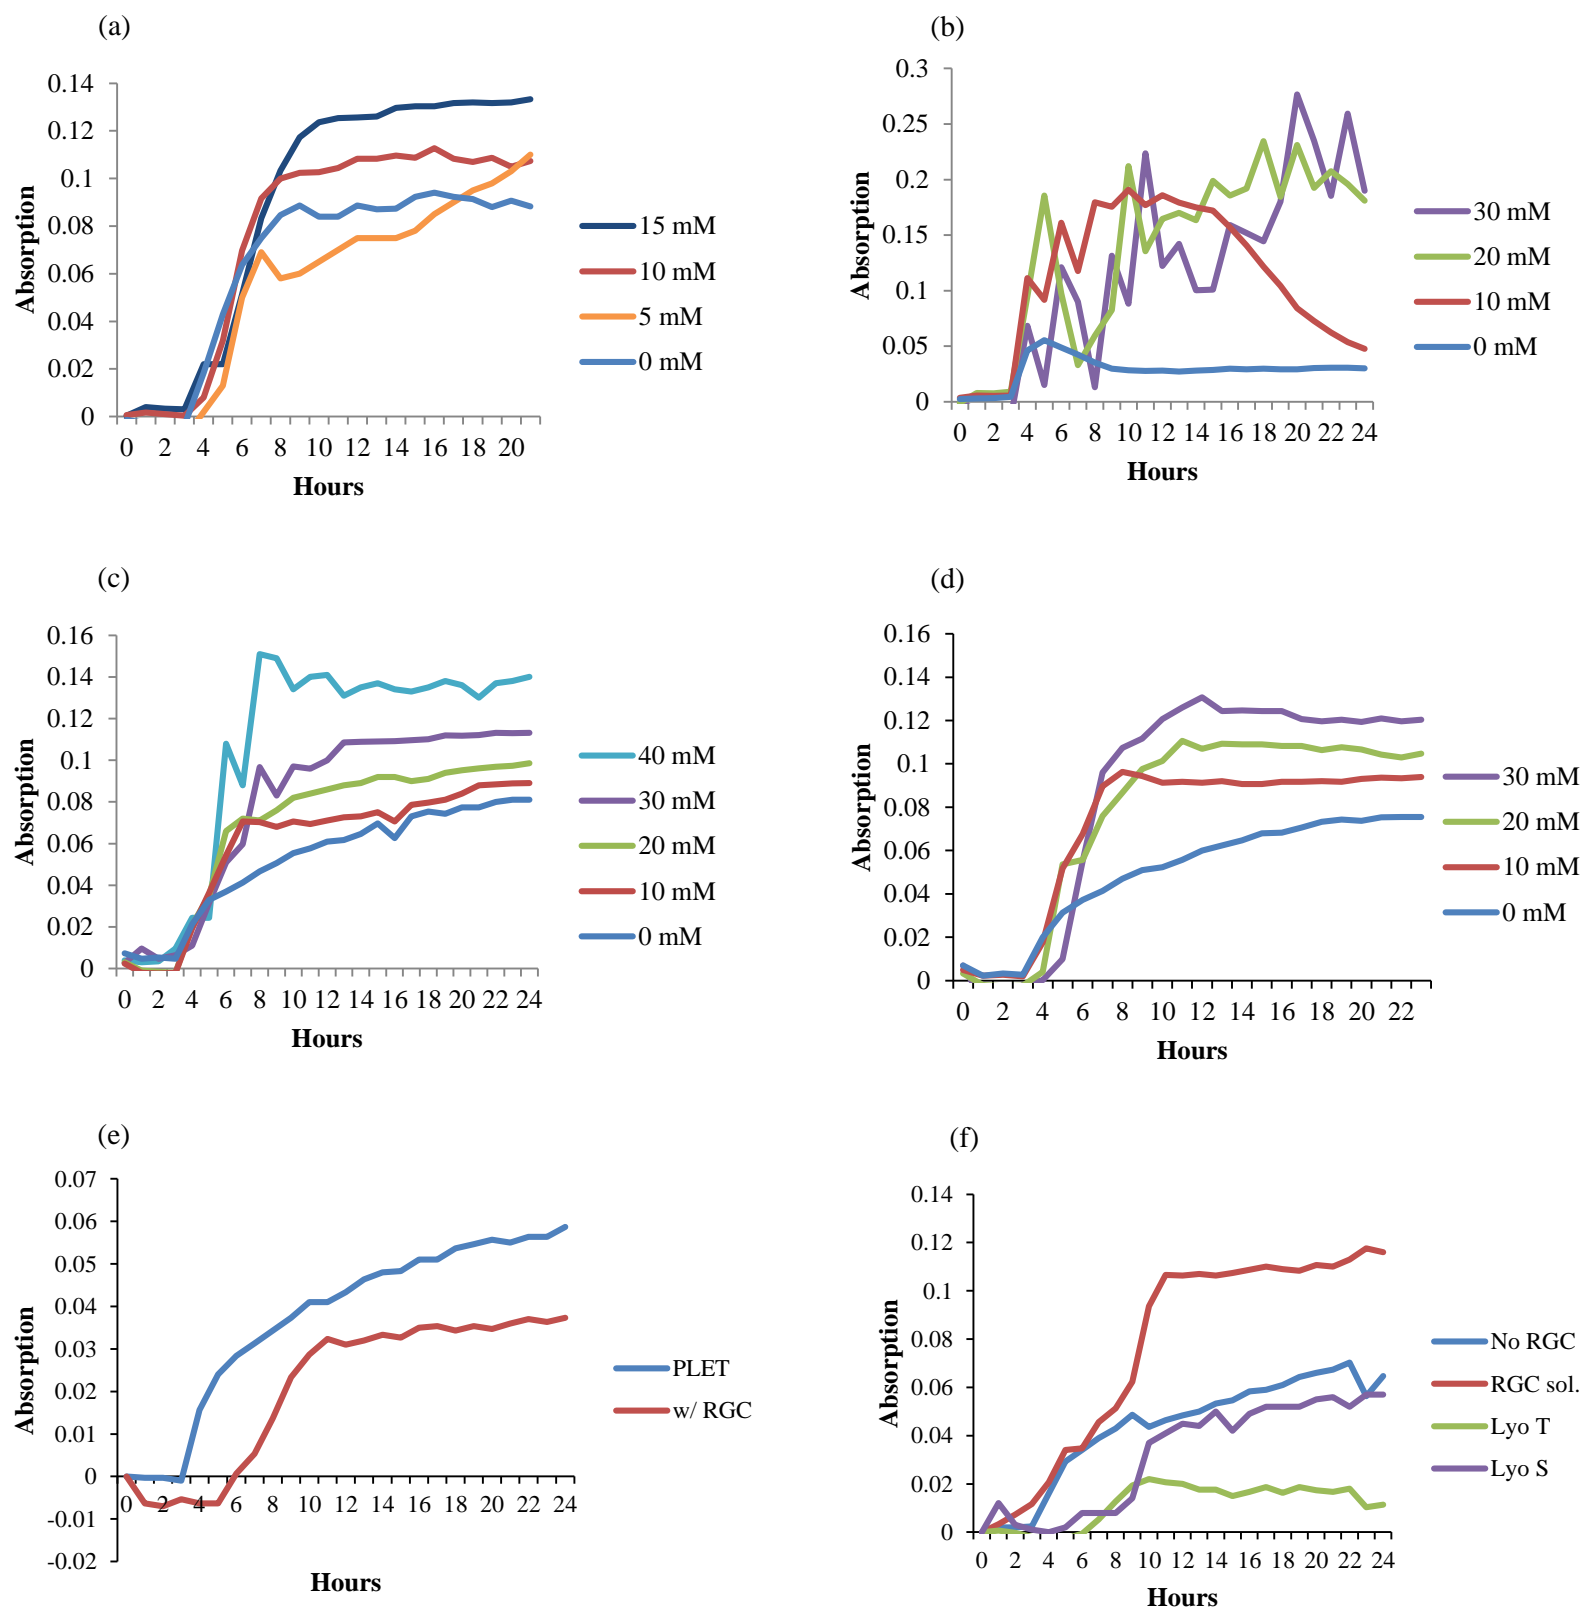 (a)
0.14
0.12
0.1
0.08
0.06
0.04
0.02
0
Absorption
0 2 4 6 8 10 12 14 16 18 20
Hours
15 mM
10 mM
5 mM
0 mM
(b)
0.3
0.25
0.2
0.15
0.1
0.05
0
Absorption
0 2 4 6 8 10 12 14 16 18 20 22 24
Hours
30 mM
20 mM
10 mM
0 mM
(c)
0.16
0.14
0.12
0.1
0.08
0.06
0.04
0.02
0
Absorption
0 2 4 6 8 10 12 14 16 18 20 22 24
Hours
40 mM
30 mM
20 mM
10 mM
0 mM
(d)
0.16
0.14
0.12
0.1
0.08
0.06
0.04
0.02
0
Absorption
0 2 4 6 8 10 12 14 16 18 20 22
Hours
30 mM
20 mM
10 mM
0 mM
(e)
0.07
0.06
0.05
0.04
0.03
0.02
0.01
0
-0.01
-0.02
Absorption
0 2 4 6 8 10 12 14 16 18 20 22 24
Hours
PLET
w/ RGC
(f)
0.14
0.12
0.1
0.08
0.06
0.04
0.02
0
Absorption
0 2 4 6 8 10 12 14 16 18 20 22 24
Hours
No RGC
RGC sol.
Lyo T
Lyo S